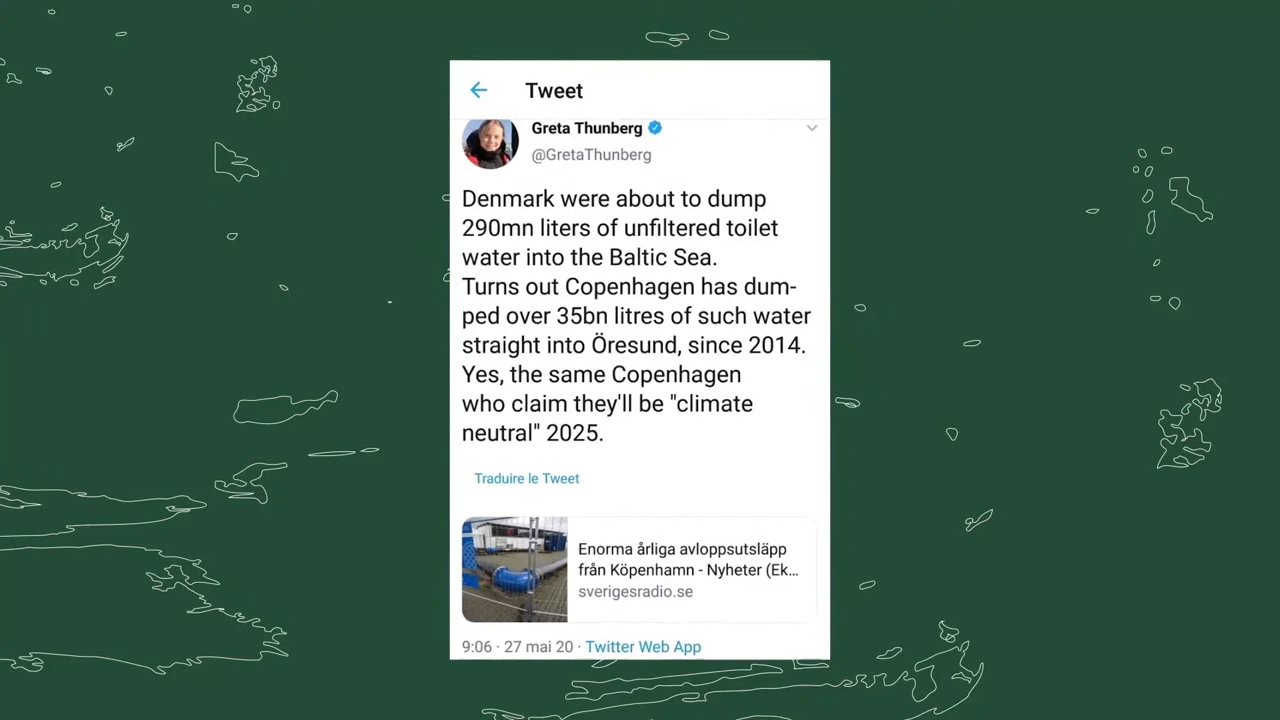 Tweet
Greta Thunberg
@GretaThunberg
Denmark were about to dump
290mn liters of unfiltered toilet
water into the Baltic Sea.
Turns out Copenhagen has dum-
ped over 35bn litres of such water
straight into Öresund, since 2014.
Yes, the same Copenhagen
who claim they'll be "climate
neutral" 2025.
Traduire le Tweet
Enorma årliga avloppsutsläpp
från Köpenhamn - Nyheter (Ek...
sverigesradio.se
9:06 · 27 mai 20 · Twitter Web App